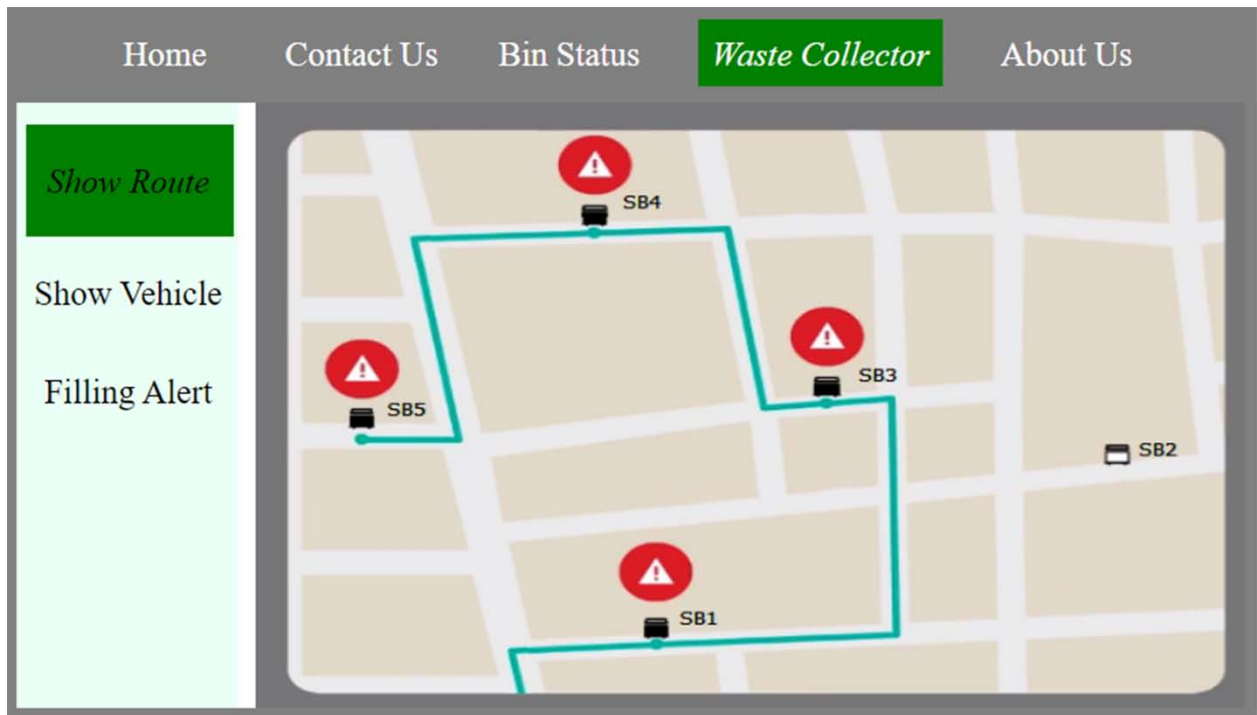 Home Contact Us Bin Status Waste Collector About Us
Show Route
Show Vehicle
Filling Alert
SB4
SB3
SB5
SB2
SB1